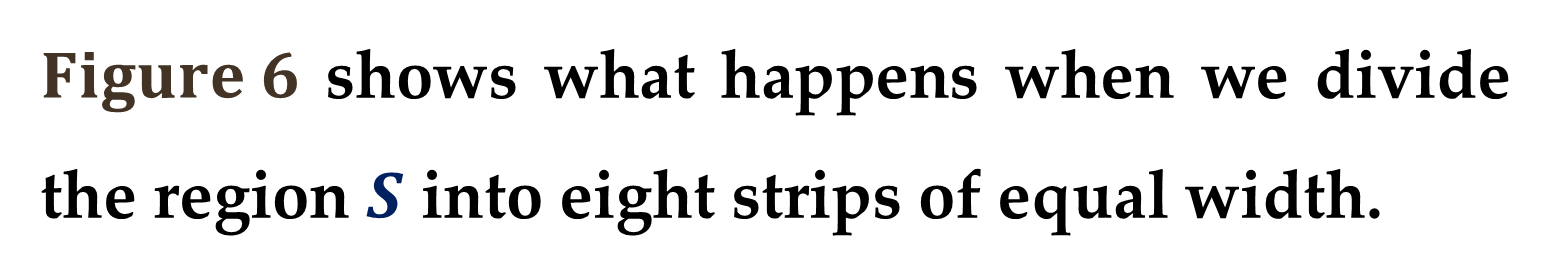 Figure 6 shows what happens when we divide
the region S into eight strips of equal width.